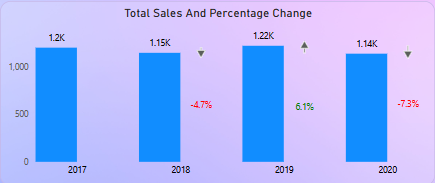 Total Sales And Percentage Change
1.2K
1.15K
1.22K
1.14K
1,000
500
0
-4.7%
6.1%
-7.3%
2017
2018
2019
2020